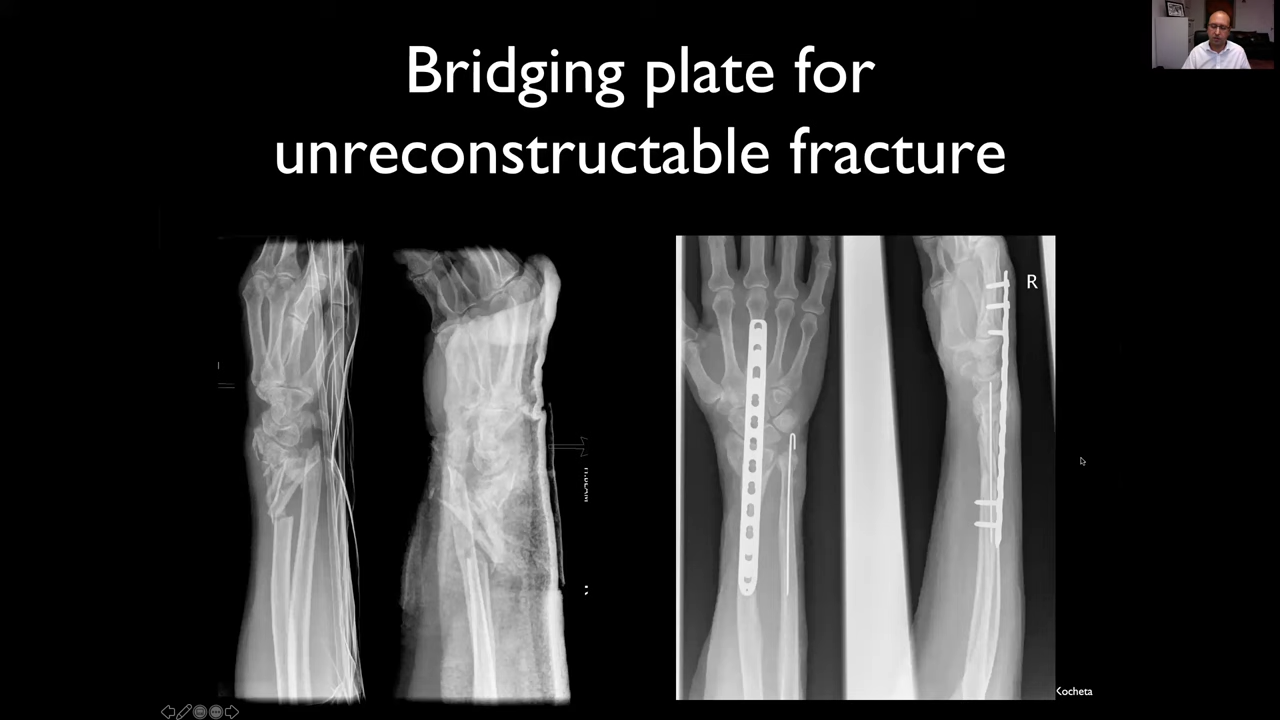 Bridging plate for
unreconstructable fracture
R
Kocheta